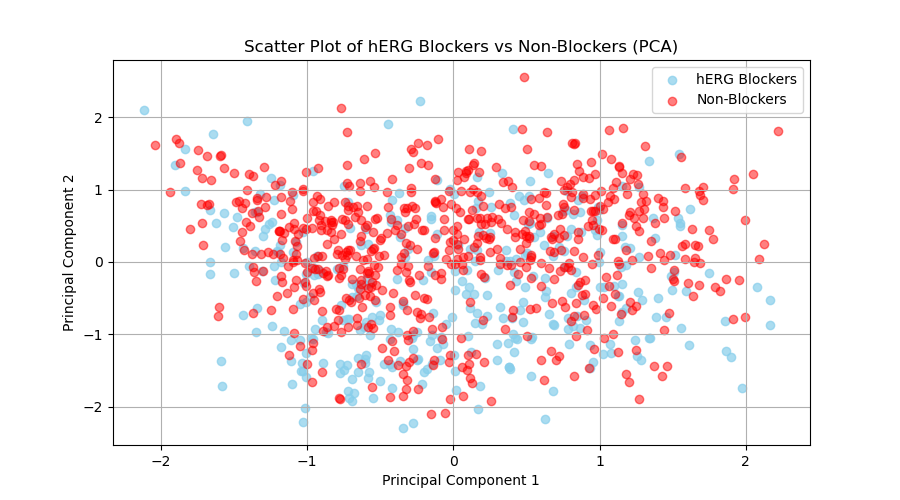 Scatter Plot of hERG Blockers vs Non-Blockers (PCA)
hERG Blockers
Non-Blockers
Principal Component 2
2
1
0
−1
−2
−2
−1
0
1
2
Principal Component 1